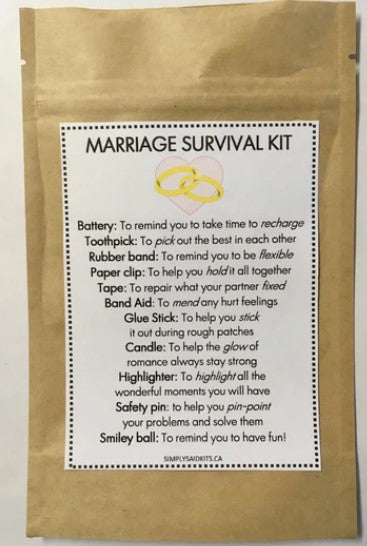 MARRIAGE SURVIVAL KIT
Battery: To remind you to take time to recharge
Toothpick: To pick out the best in each other
Rubber band: To remind you to be flexible
Paper clip: To help you hold it all together
Tape: To repair what your partner fixed
Band Aid: To mend any hurt feelings
Glue Stick: To help you stick
it out during rough patches
Candle: To help the glow of
romance always stay strong
Highlighter: To highlight all the
wonderful moments you will have
Safety pin: to help you pin-point
your problems and solve them
Smiley ball: To remind you to have fun!
SIMPLYSAIDKITS.CA